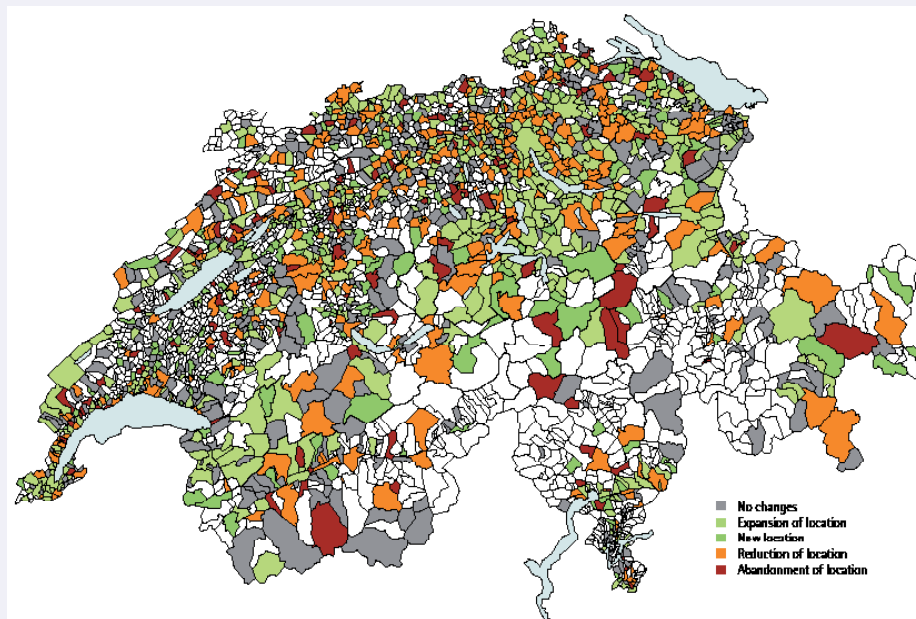 No changes
Expansion of location
New location
Reduction of location
Abandonment of location